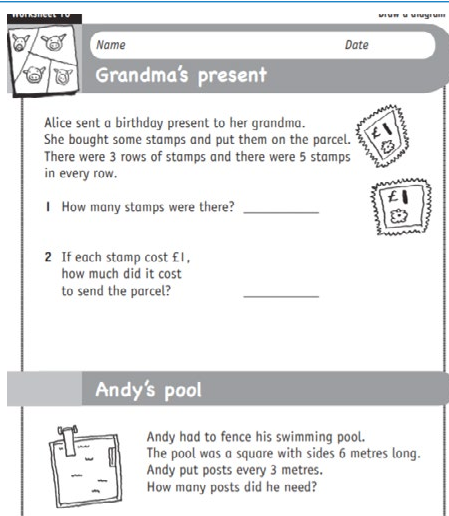 Worksheet 10
Draw a diagram
Name
Date
Grandma's present
Alice sent a birthday present to her grandma.
She bought some stamps and put them on the parcel.
There were 3 rows of stamps and there were 5 stamps
in every row.
£1
£1
1 How many stamps were there?
2 If each stamp cost £1,
how much did it cost
to send the parcel?
Andy's pool
Andy had to fence his swimming pool.
The pool was a square with sides 6 metres long.
Andy put posts every 3 metres.
How many posts did he need?